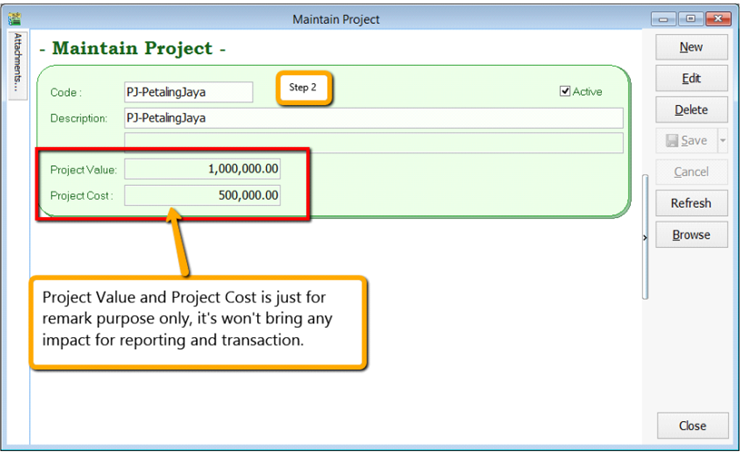 Maintain Project
Attachments...
- Maintain Project -
Code :
PJ-PetalingJaya
Step 2
Active
Description:
PJ-PetalingJaya
Project Value:
1,000,000.00
Project Cost :
500,000.00
Project Value and Project Cost is just for
remark purpose only, it's won't bring any
impact for reporting and transaction.
New
Edit
Delete
Save
Cancel
Refresh
Browse
Close